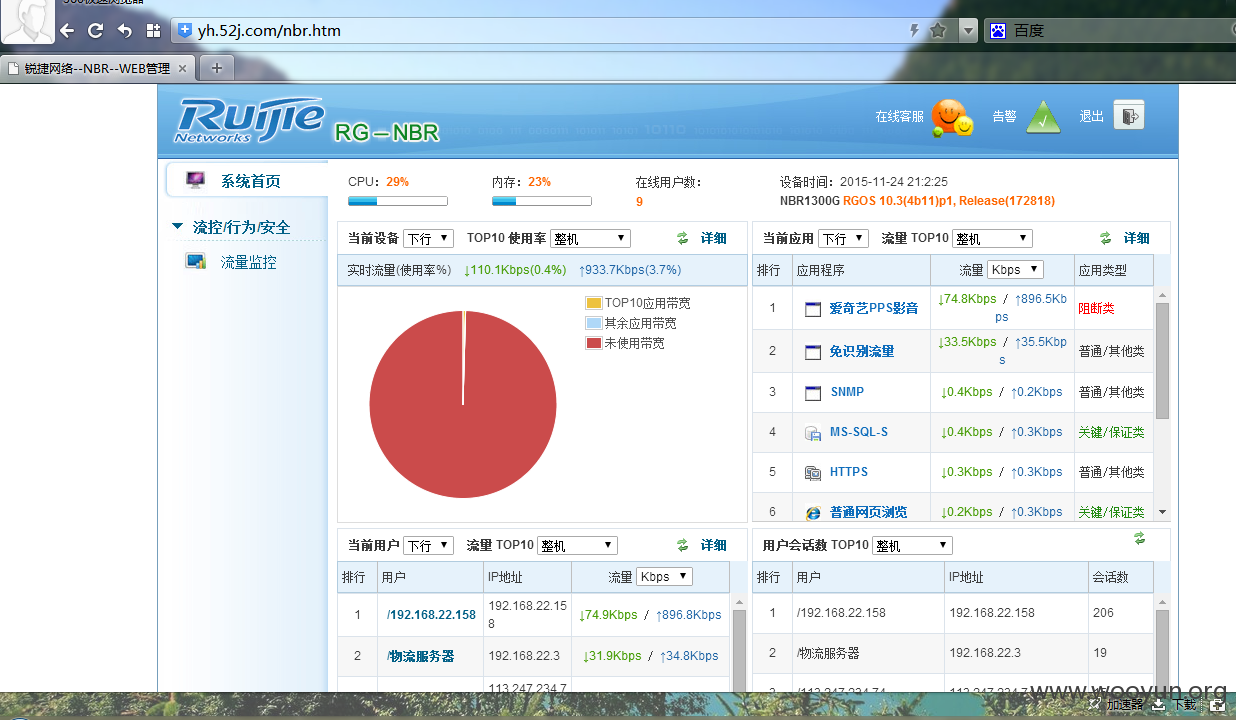 360极速浏览器
yh.52j.com/nbr.htm
百度
锐捷网络--NBR--WEB管理
Ruijie
Networks
RG-NBR
在线客服
告警
退出
系统首页
流控/行为/安全
流量监控
CPU： 29%
内存： 23%
在线用户数：
9
设备时间：2015-11-24 21:2:25
NBR1300G RGOS 10.3(4b11)p1, Release(172818)
当前设备 下行 TOP10 使用率 整机 详细
实时流量(使用率%) ↓110.1Kbps(0.4%) ↑933.7Kbps(3.7%)
TOP10应用带宽
其余应用带宽
未使用带宽
当前应用 下行 流量 TOP10 整机 详细
排行 应用程序 流量 Kbps 应用类型
1 爱奇艺PPS影音 ↓74.8Kbps / ↑896.5Kb
ps 阻断类
2 免识别流量 ↓33.5Kbps / ↑35.5Kbp
s 普通/其他类
3 SNMP ↓0.4Kbps / ↑0.2Kbps 普通/其他类
4 MS-SQL-S ↓0.4Kbps / ↑0.3Kbps 关键/保证类
5 HTTPS ↓0.3Kbps / ↑0.3Kbps 普通/其他类
6 普通网页浏览 ↓0.2Kbps / ↑0.3Kbps 关键/保证类
当前用户 下行 流量 TOP10 整机 详细
排行 用户 IP地址 流量 Kbps
1 /192.168.22.158 192.168.22.15
8 ↓74.9Kbps / ↑896.8Kbps
2 /物流服务器 192.168.22.3 ↓31.9Kbps / ↑34.8Kbps
113.247.234.7
用户会话数 TOP10 整机
排行 用户 IP地址 会话数
1 /192.168.22.158 192.168.22.158 206
2 /物流服务器 192.168.22.3 19
www.wooyun.org
加速器 下载